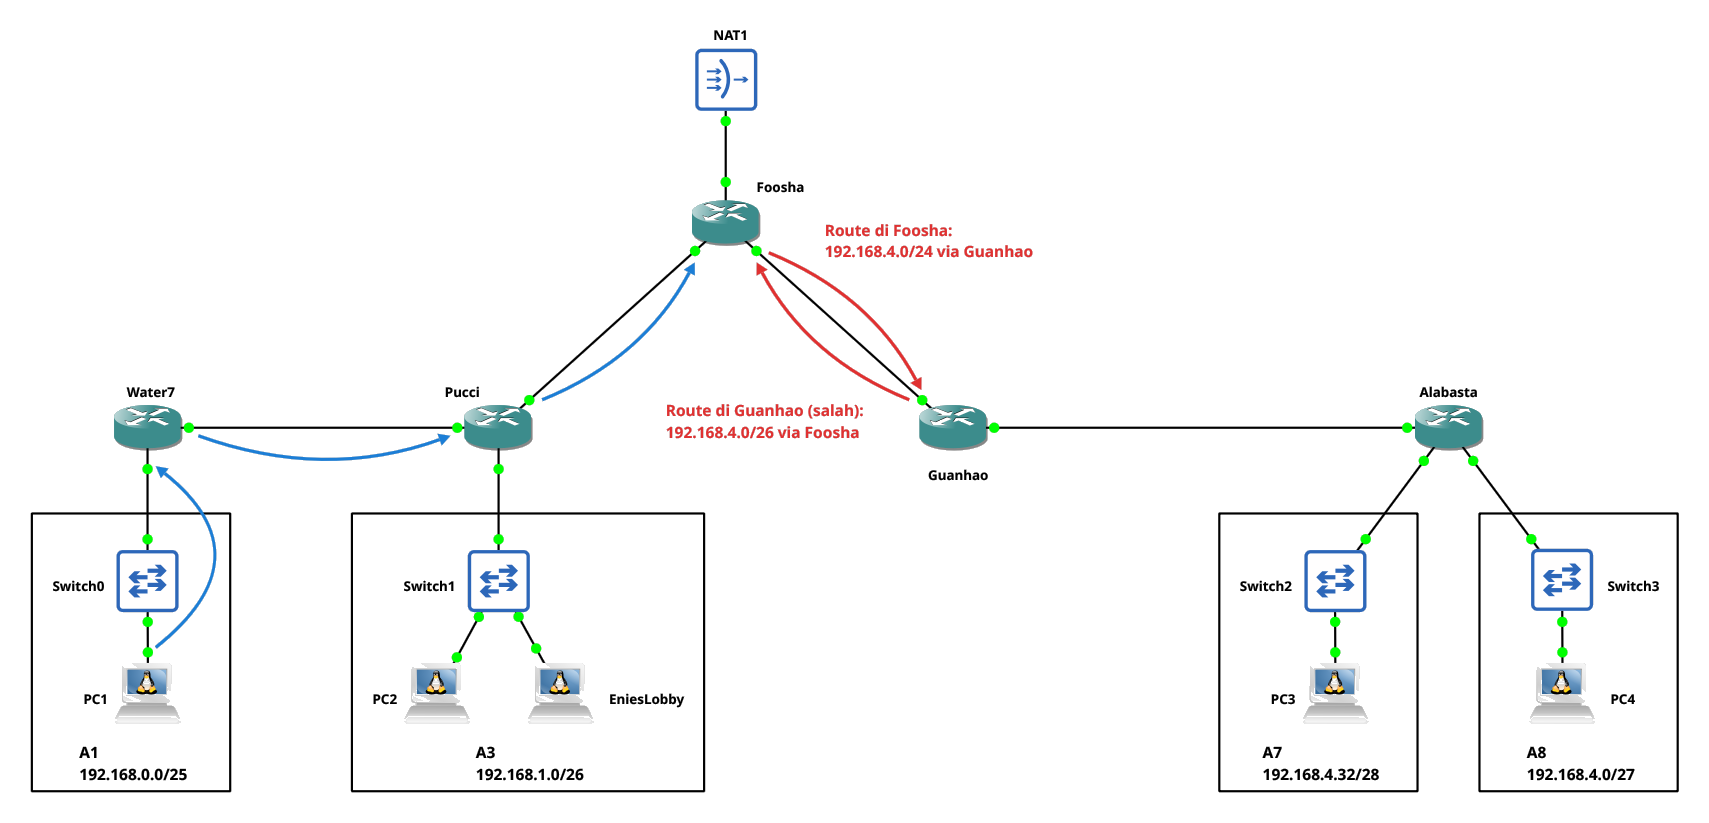 NAT1
Foosha
Route di Foosha:
192.168.4.0/24 via Guanhao
Water7
Pucci
Alabasta
Route di Guanhao (salah):
192.168.4.0/26 via Foosha
Guanhao
Switch0
Switch1
Switch2
Switch3
PC1
PC2
EniesLobby
PC3
PC4
A1
192.168.0.0/25
A3
192.168.1.0/26
A7
192.168.4.32/28
A8
192.168.4.0/27